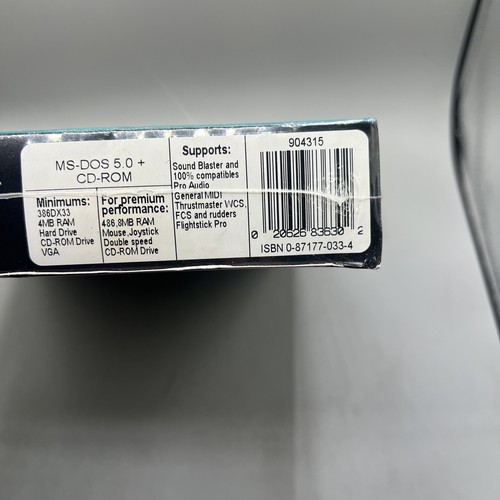 MS-DOS 5.0 +
CD-ROM
Minimums:
386DX33
4MB RAM
Hard Drive
CD-ROM Drive
VGA
For premium
performance:
486,8MB RAM
Mouse,Joystick
Double speed
CD-ROM Drive
Supports:
Sound Blaster and
100% compatibles
Pro Audio
General MIDI
Thrustmaster WCS,
FCS and rudders
Flightstick Pro
904315
0 20626 83630 2
ISBN 0-87177-033-4